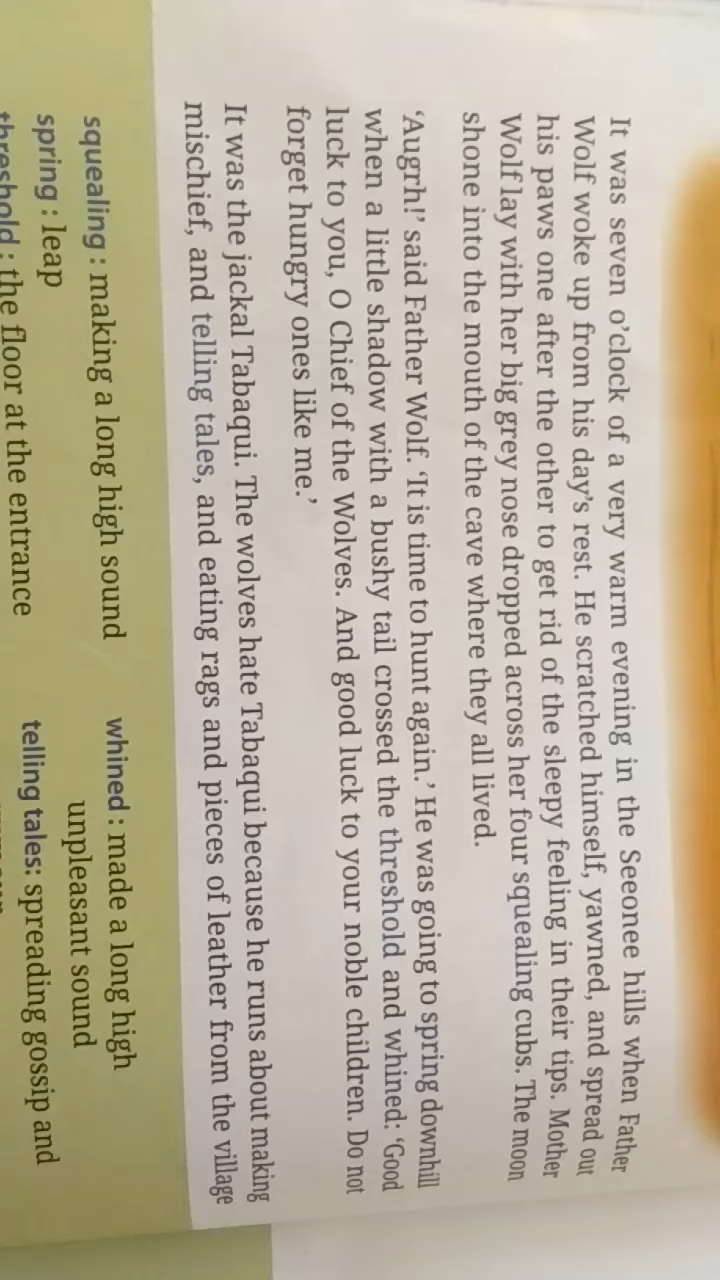 It was seven o'clock of a very warm evening in the Seeonee hills when Father
Wolf woke up from his day's rest. He scratched himself, yawned, and spread out
his paws one after the other to get rid of the sleepy feeling in their tips. Mother
Wolf lay with her big grey nose dropped across her four squealing cubs. The moon
shone into the mouth of the cave where they all lived.
‘Augrh!’ said Father Wolf. ‘It is time to hunt again.’ He was going to spring downhill
when a little shadow with a bushy tail crossed the threshold and whined: ‘Good
luck to you, O Chief of the Wolves. And good luck to your noble children. Do not
forget hungry ones like me.’
It was the jackal Tabaqui. The wolves hate Tabaqui because he runs about making
mischief, and telling tales, and eating rags and pieces of leather from the village
squealing : making a long high sound
spring : leap
threshold : the floor at the entrance
whined : made a long high
unpleasant sound
telling tales: spreading gossip and